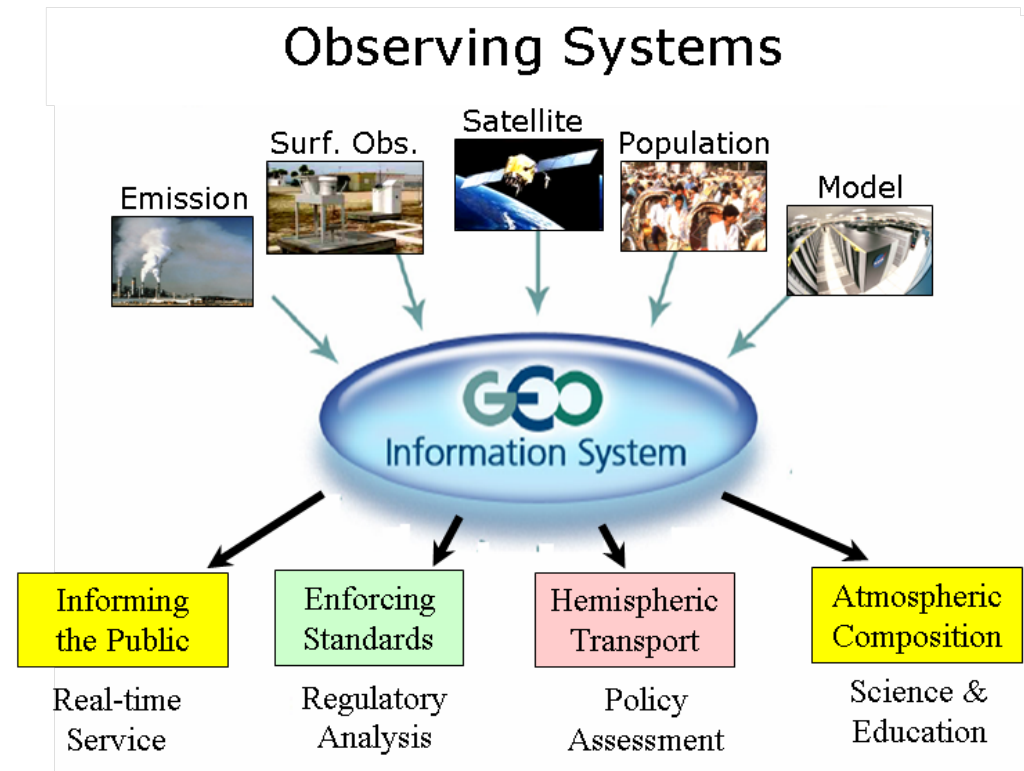 Observing Systems
Satellite
Surf. Obs.
Population
Emission
Model
GEO
Information System
Informing
the Public
Enforcing
Standards
Hemispheric
Transport
Atmospheric
Composition
Real-time
Service
Regulatory
Analysis
Policy
Assessment
Science &
Education